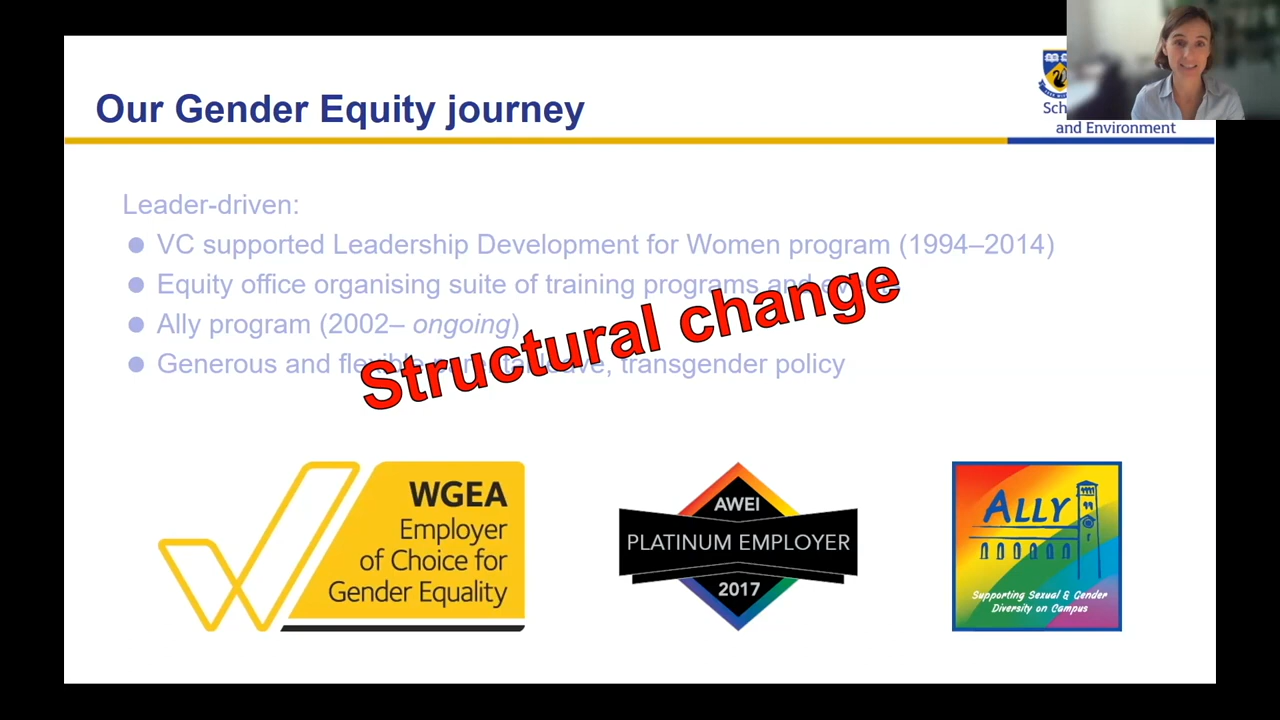 Our Gender Equity journey
and Environment
Leader-driven:
VC supported Leadership Development for Women program (1994–2014)
Equity office organising suite of training programs and
Ally program (2002– ongoing)
Generous and flexible parental leave, transgender policy
Structural change
WGEA
Employer
of Choice for
Gender Equality
AWEI
PLATINUM EMPLOYER
2017
ALLY
Supporting Sexual & Gender
Diversity on Campus